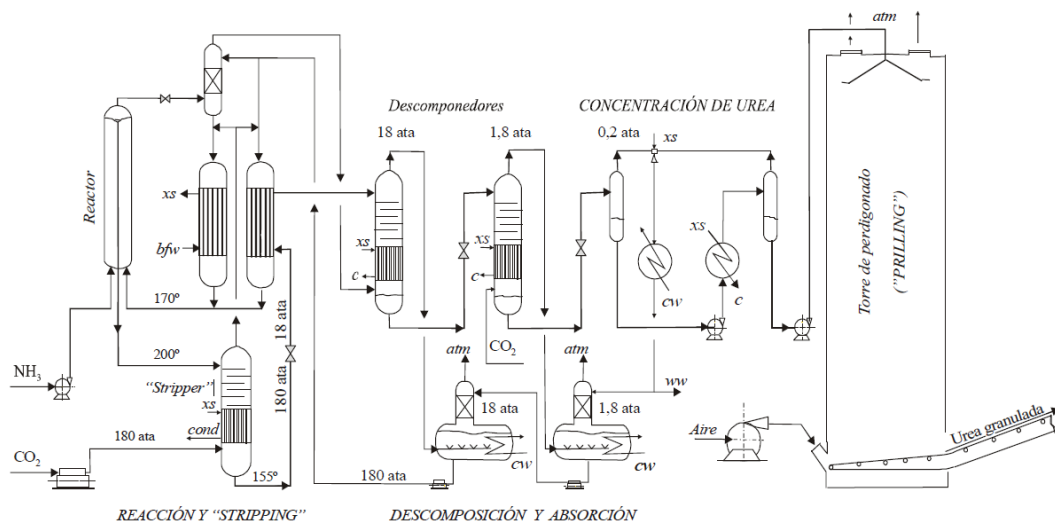 atm
Descomponedores
CONCENTRACIÓN DE UREA
18 ata
1,8 ata
0,2 ata
xs
Reactor
xs
bfw
xs
c
xs
c
xs
c
cw
Torre de perdigonado
("PRILLING")
170º
18 ata
180 ata
200º
NH3
"Stripper"
xs
cond
180 ata
CO2
155º
CO2
atm
atm
18 ata
1,8 ata
ww
cw
cw
180 ata
Aire
Urea granulada
REACCIÓN Y "STRIPPING"
DESCOMPOSICIÓN Y ABSORCIÓN